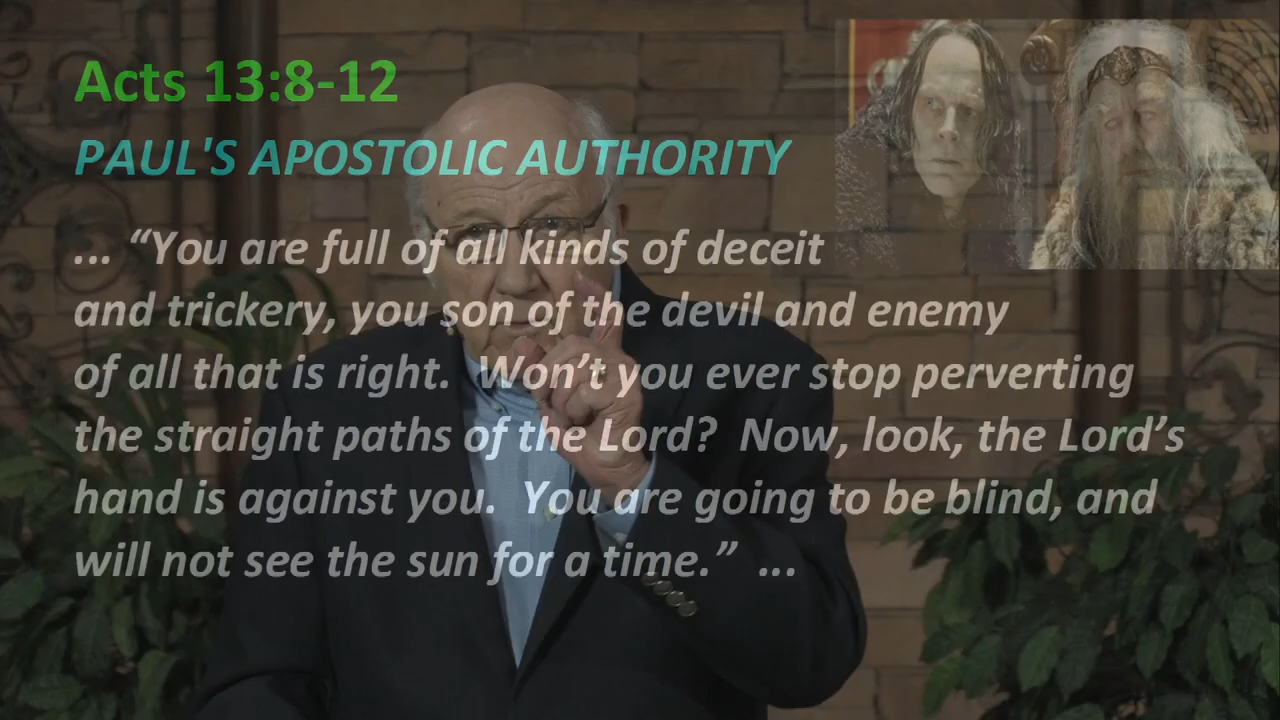 Acts 13:8-12
PAUL'S APOSTOLIC AUTHORITY
... “You are full of all kinds of deceit
and trickery, you son of the devil and enemy
of all that is right.  Won’t you ever stop perverting
the straight paths of the Lord?  Now, look, the Lord’s
hand is against you.  You are going to be blind, and
will not see the sun for a time.”  ...